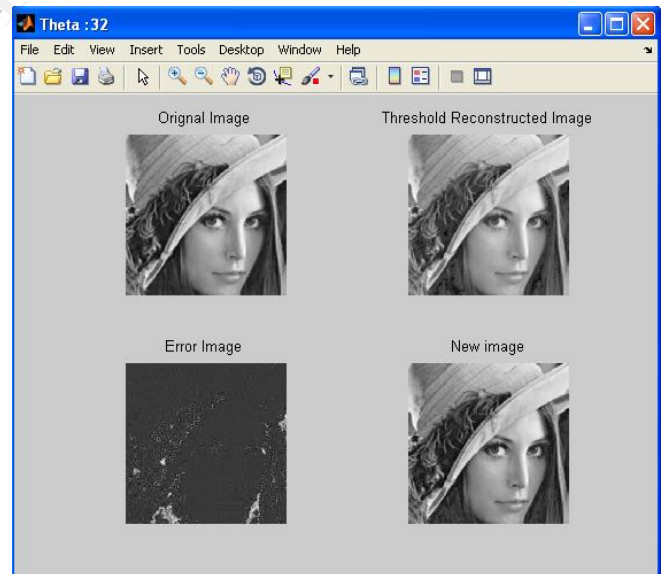 Theta :32
File Edit View Insert Tools Desktop Window Help
Orignal Image
Threshold Reconstructed Image
Error Image
New image